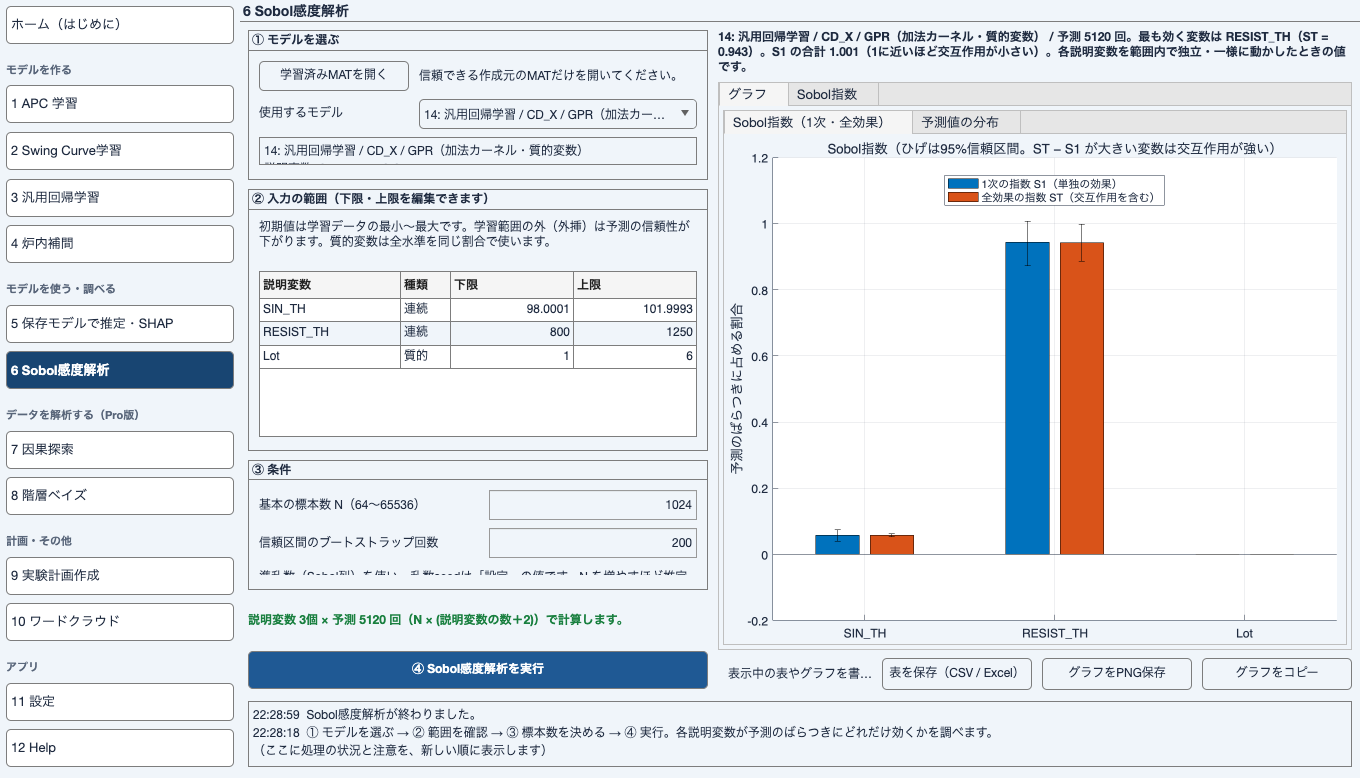 ホーム（はじめに）
モデルを作る
1 APC 学習
2 Swing Curve学習
3 汎用回帰学習
4 炉内補間
モデルを使う・調べる
5 保存モデルで推定・SHAP
6 Sobol感度解析
データを解析する（Pro版）
7 因果探索
8 階層ベイズ
計画・その他
9 実験計画作成
10 ワードクラウド
アプリ
11 設定
12 Help
6 Sobol感度解析
① モデルを選ぶ
学習済みMATを開く
信頼できる作成元のMATだけを開いてください。
使用するモデル
14: 汎用回帰学習 / CD_X / GPR（加法カー...
14: 汎用回帰学習 / CD_X / GPR（加法カーネル・質的変数）
② 入力の範囲（下限・上限を編集できます）
初期値は学習データの最小〜最大です。学習範囲の外（外挿）は予測の信頼性が
下がります。質的変数は全水準を同じ割合で使います。
説明変数 種類 下限 上限
SIN_TH 連続 98.0001 101.9993
RESIST_TH 連続 800 1250
Lot 質的 1 6
③ 条件
基本の標本数 N（64〜65536） 1024
信頼区間のブートストラップ回数 200
準乱数（Sobol列）を使い、乱数seedは「設定」の値です。N を増やすほど推定
説明変数 3個 × 予測 5120 回（N × (説明変数の数＋2)）で計算します。
④ Sobol感度解析を実行
14: 汎用回帰学習 / CD_X / GPR（加法カーネル・質的変数） / 予測 5120 回。最も効く変数は RESIST_TH（ST =
0.943）。S1 の合計 1.001（1に近いほど交互作用が小さい）。各説明変数を範囲内で独立・一様に動かしたときの値
です。
グラフ
Sobol指数
Sobol指数（1次・全効果）
予測値の分布
Sobol指数（ひげは95%信頼区間。ST − S1 が大きい変数は交互作用が強い）
1次の指数 S1（単独の効果）
全効果の指数 ST（交互作用を含む）
予測のばらつきに占める割合
1.2
1
0.8
0.6
0.4
0.2
0
-0.2
SIN_TH
RESIST_TH
Lot
表示中の表やグラフを書...
表を保存（CSV / Excel）
グラフをPNG保存
グラフをコピー
22:28:59 Sobol感度解析が終わりました。
22:28:18 ① モデルを選ぶ → ② 範囲を確認 → ③ 標本数を決める → ④ 実行。各説明変数が予測のばらつきにどれだけ効くかを調べます。
（ここに処理の状況と注意を、新しい順に表示します）